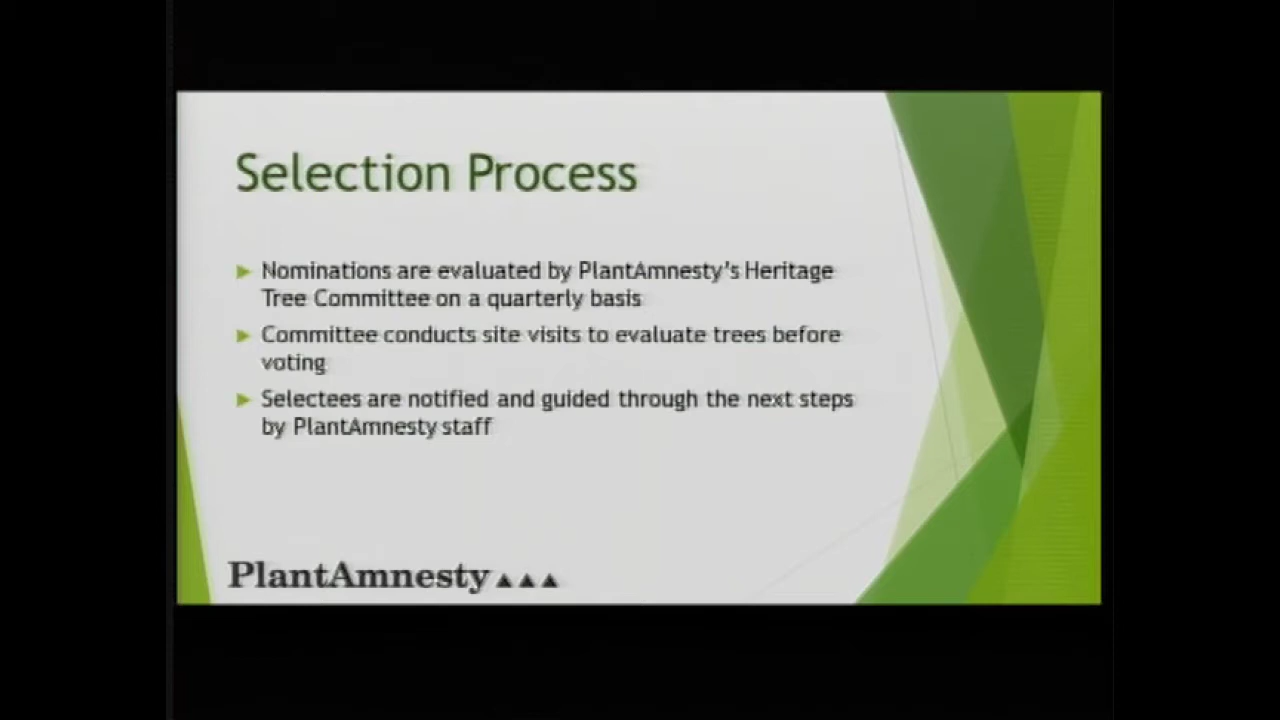 Selection Process
Nominations are evaluated by PlantAmnesty's Heritage
Tree Committee on a quarterly basis
Committee conducts site visits to evaluate trees before
voting
Selectees are notified and guided through the next steps
by PlantAmnesty staff
PlantAmnesty▲▲▲